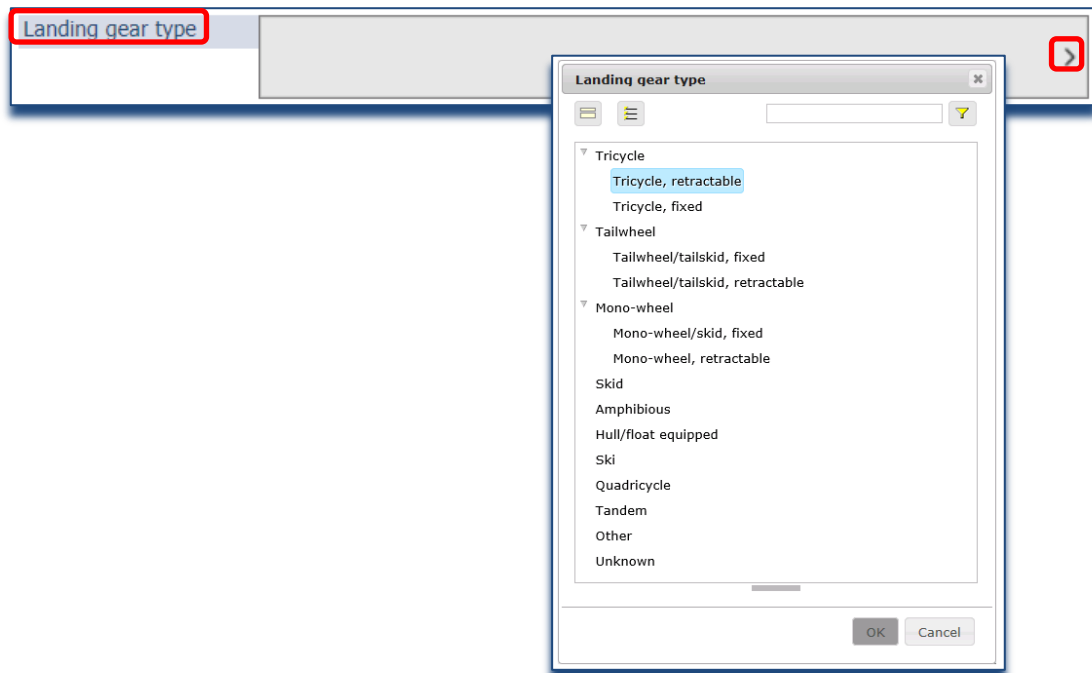 Landing gear type
Landing gear type
Tricycle
Tricycle, retractable
Tricycle, fixed
Tailwheel
Tailwheel/tailskid, fixed
Tailwheel/tailskid, retractable
Mono-wheel
Mono-wheel/skid, fixed
Mono-wheel, retractable
Skid
Amphibious
Hull/float equipped
Ski
Quadricycle
Tandem
Other
Unknown
OK Cancel